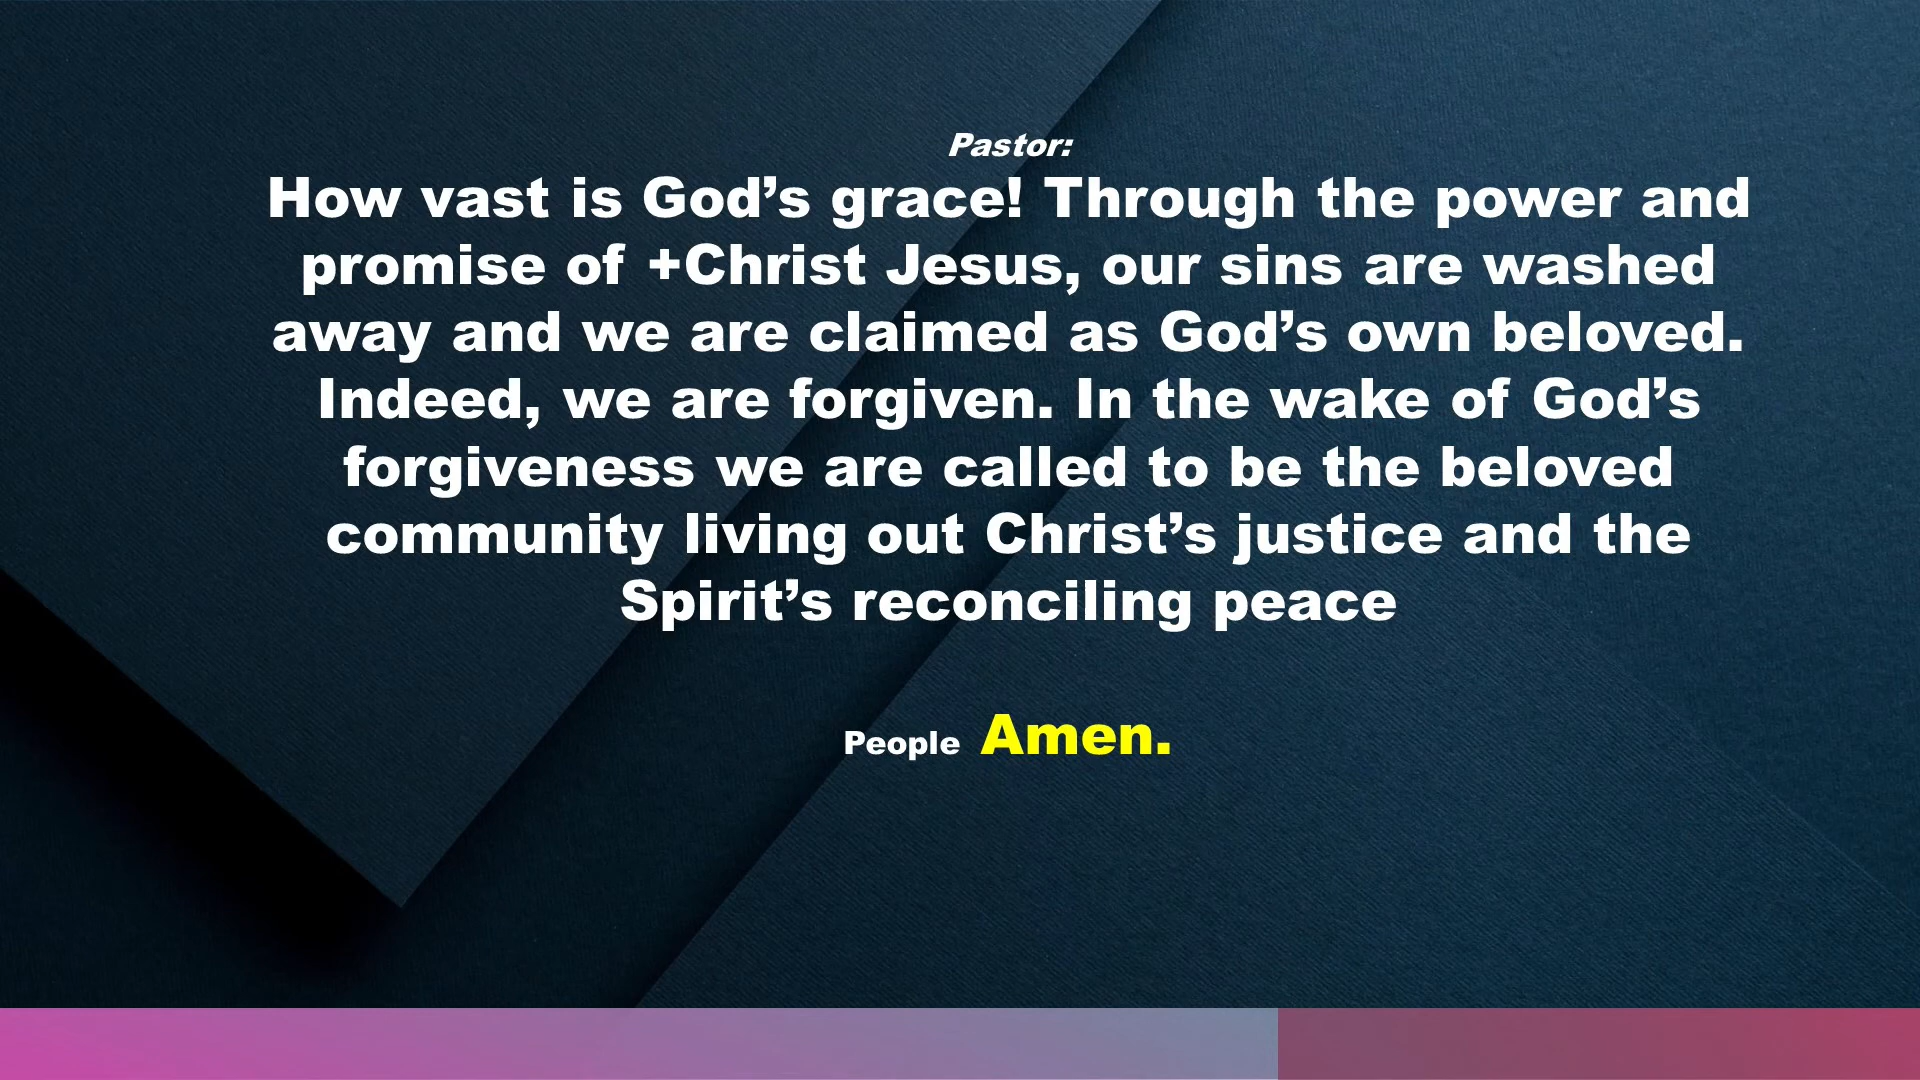 Pastor:
How vast is God’s grace! Through the power and
promise of +Christ Jesus, our sins are washed
away and we are claimed as God’s own beloved.
Indeed, we are forgiven. In the wake of God’s
forgiveness we are called to be the beloved
community living out Christ’s justice and the
Spirit’s reconciling peace
People Amen.